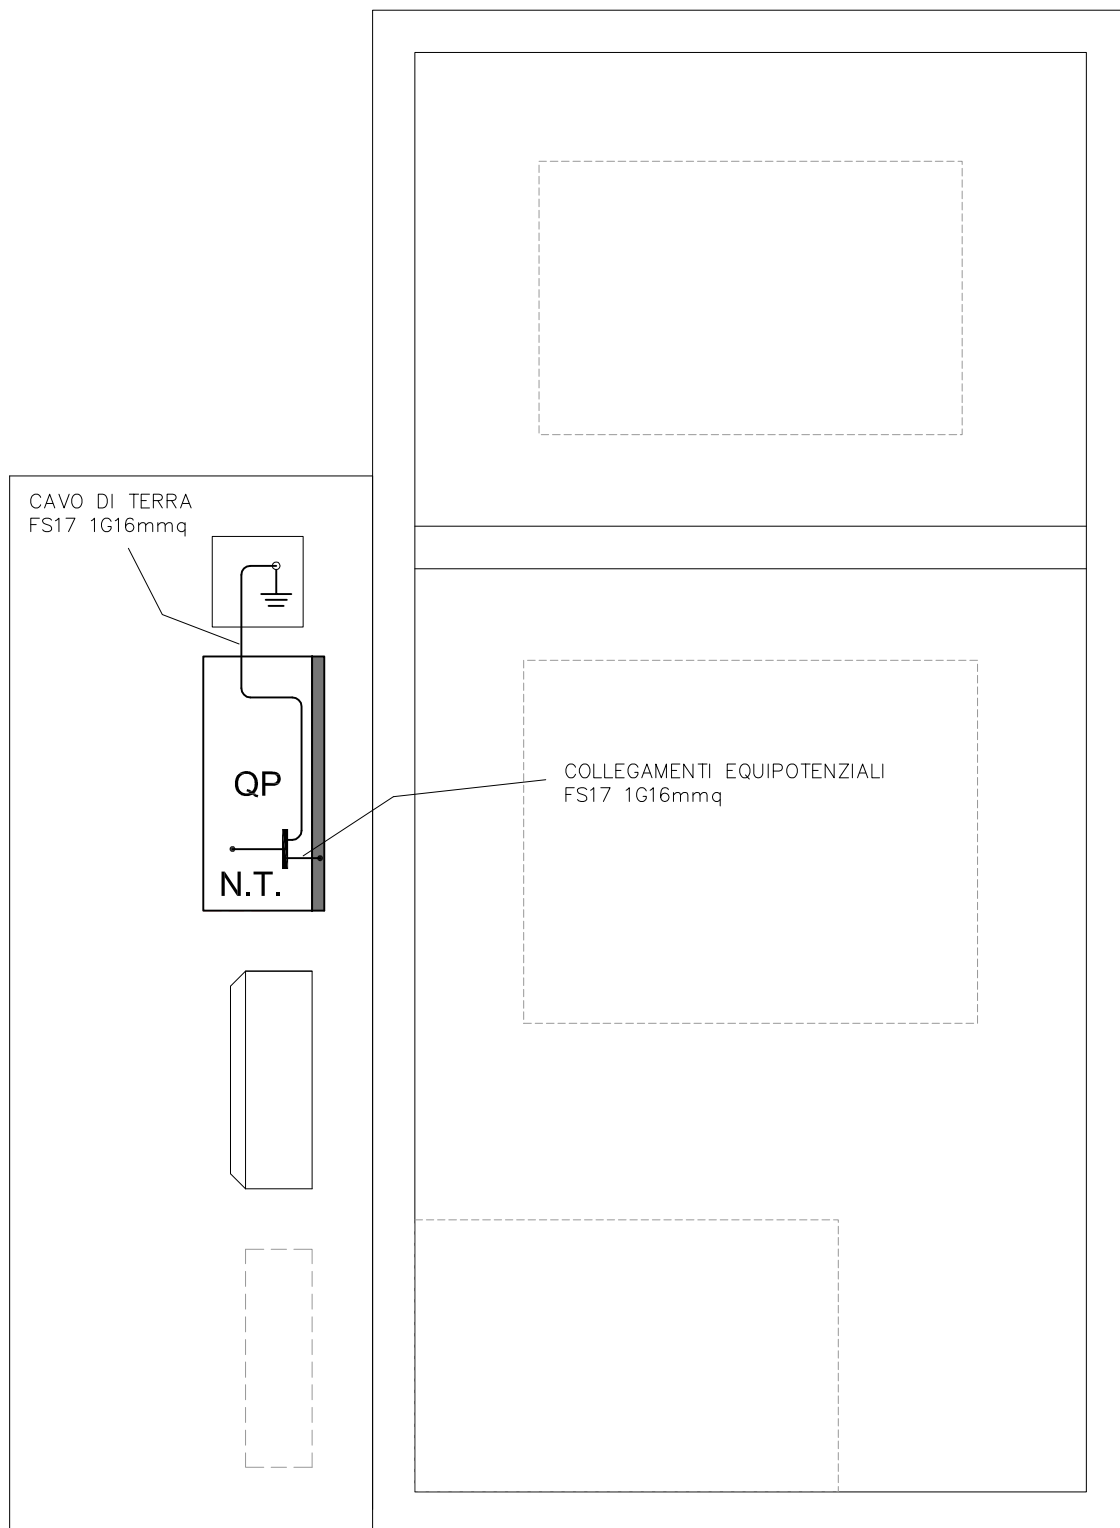 CAVO DI TERRA
FS17 1G16mmq
QP
COLLEGAMENTI EQUIPOTENZIALI
FS17 1G16mmq
N.T.